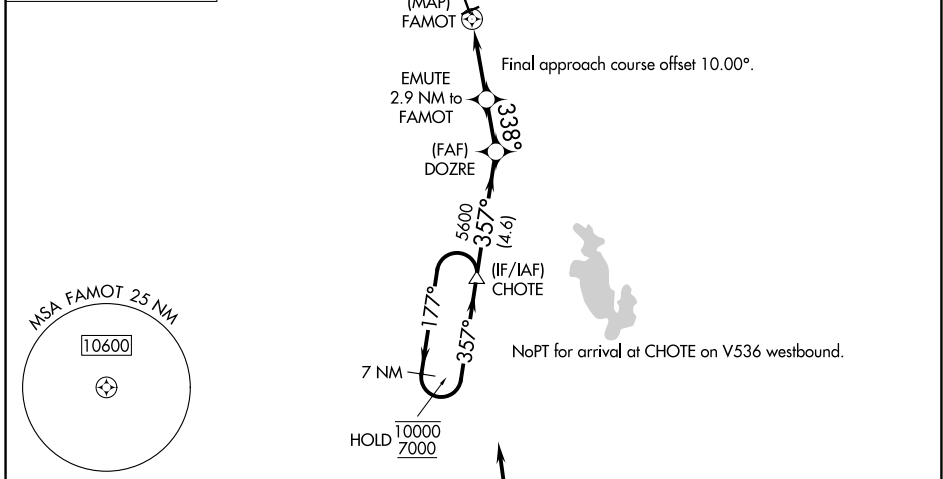 (MAP)
FAMOT
Final approach course offset 10.00°.
EMUTE
2.9 NM to
FAMOT
338°
(FAF)
DOZRE
5600
357°
(4.6)
(IF/IAF)
CHOTE
177°
357°
MSA FAMOT 25 NM
10600
NoPT for arrival at CHOTE on V536 westbound.
7 NM
HOLD
10000
7000